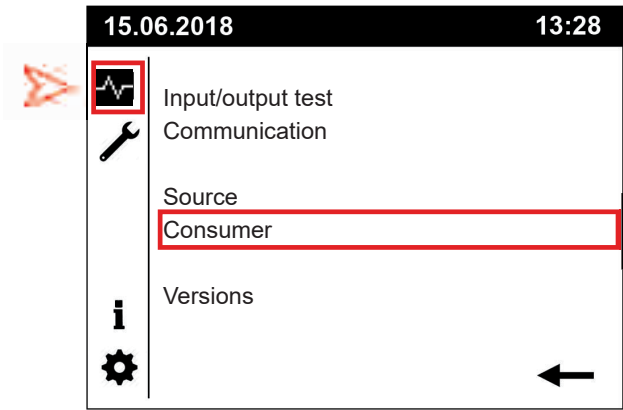 15.06.2018 13:28
Input/output test
Communication
Source
Consumer
i
Versions